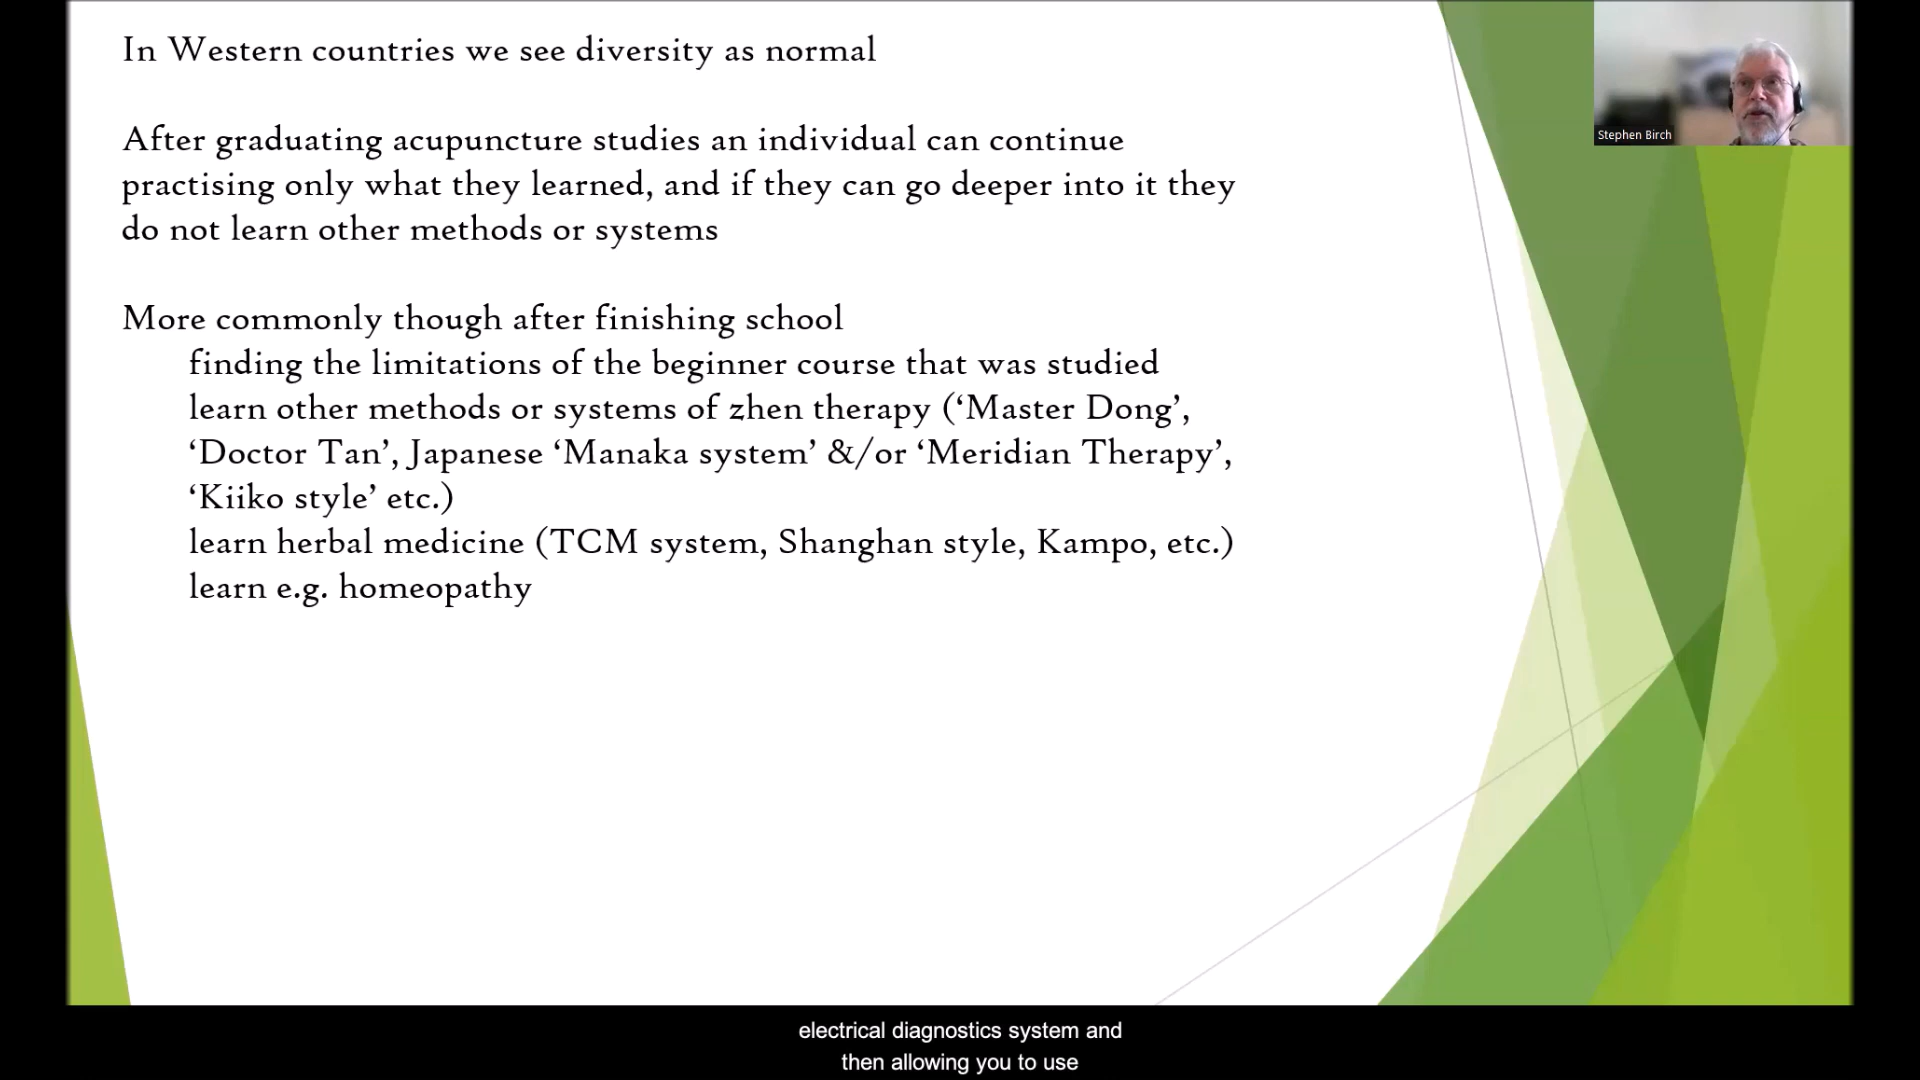 In Western countries we see diversity as normal
After graduating acupuncture studies an individual can continue
practising only what they learned, and if they can go deeper into it they
do not learn other methods or systems
More commonly though after finishing school
finding the limitations of the beginner course that was studied
learn other methods or systems of zhen therapy (‘Master Dong’,
‘Doctor Tan’, Japanese ‘Manaka system’ &/or ‘Meridian Therapy’,
‘Kiiko style’ etc.)
learn herbal medicine (TCM system, Shanghan style, Kampo, etc.)
learn e.g. homeopathy
Stephen Birch
electrical diagnostics system and
then allowing you to use